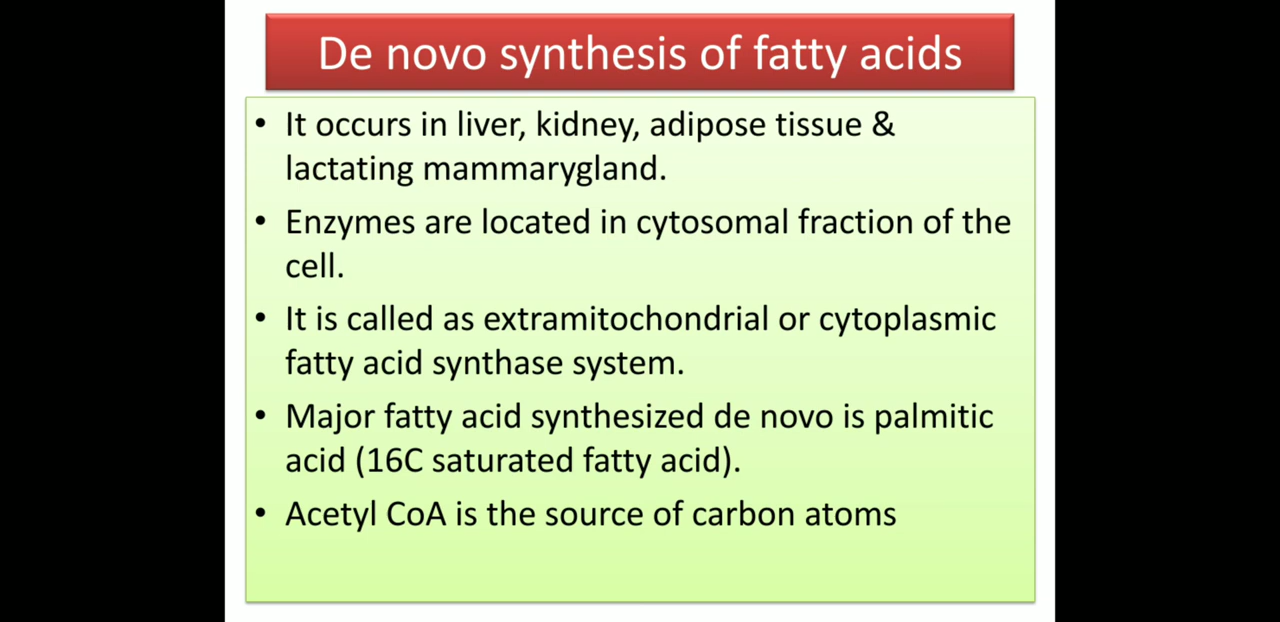 De novo synthesis of fatty acids
• It occurs in liver, kidney, adipose tissue &
lactating mammarygland.
• Enzymes are located in cytosomal fraction of the
cell.
• It is called as extramitochondrial or cytoplasmic
fatty acid synthase system.
• Major fatty acid synthesized de novo is palmitic
acid (16C saturated fatty acid).
• Acetyl CoA is the source of carbon atoms